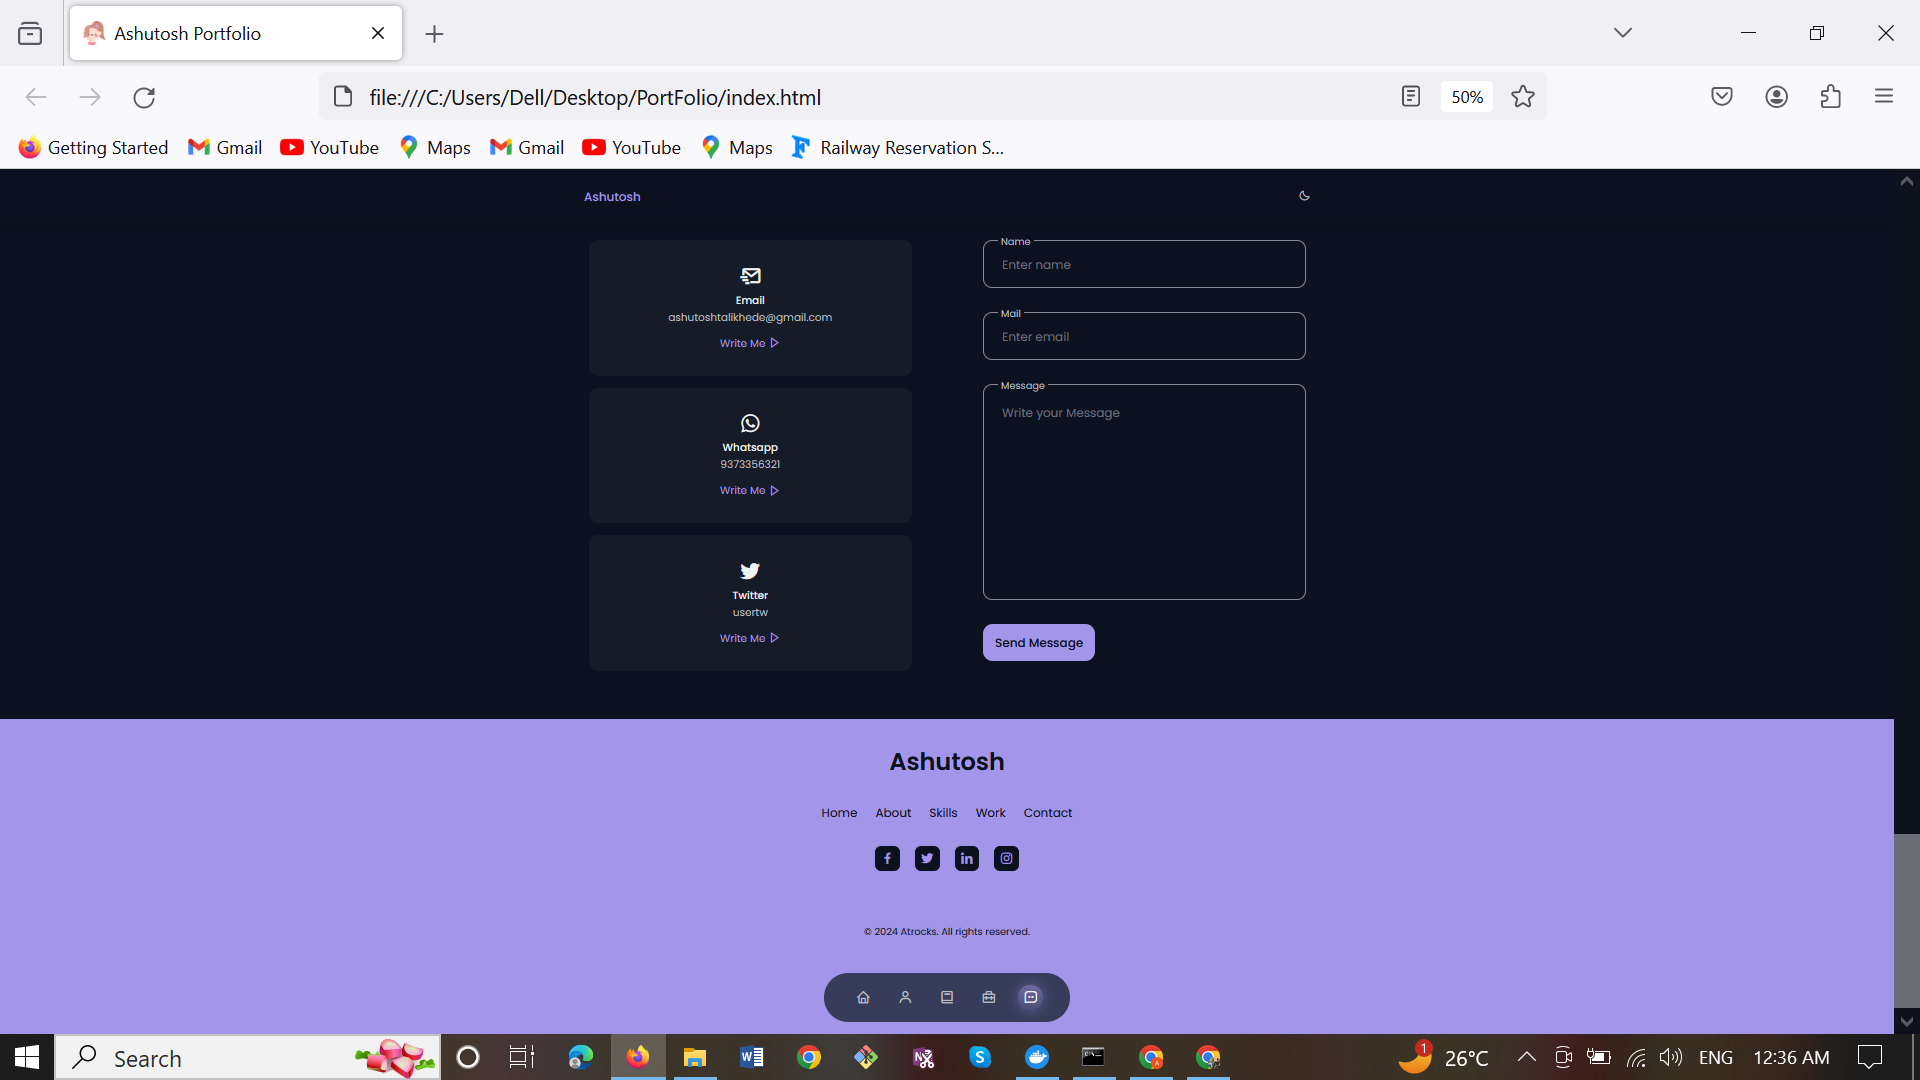 Ashutosh Portfolio
file:///C:/Users/Dell/Desktop/PortFolio/index.html
50%
Getting Started Gmail YouTube Maps Gmail YouTube Maps Railway Reservation S...
Ashutosh
Email
ashutoshtalikhede@gmail.com
Write Me
Whatsapp
9373356321
Write Me
Twitter
usertw
Write Me
Name
Enter name
Mail
Enter email
Message
Write your Message
Send Message
Ashutosh
Home About Skills Work Contact
© 2024 Atrocks. All rights reserved.
Search
1
26°C
ENG
12:36 AM